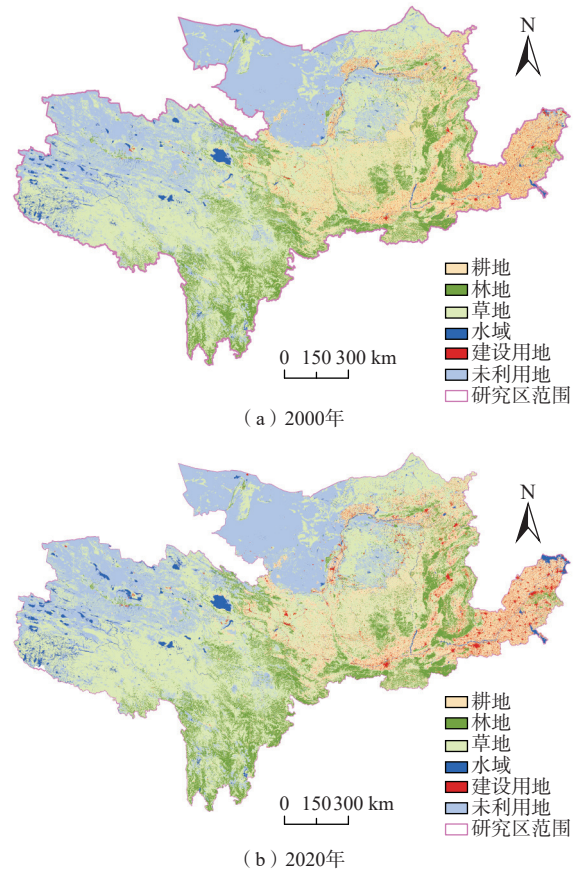 N
耕地
林地
草地
水域
建设用地
未利用地
研究区范围
0 150 300 km
（a）2000年
N
耕地
林地
草地
水域
建设用地
未利用地
研究区范围
0 150 300 km
（b）2020年